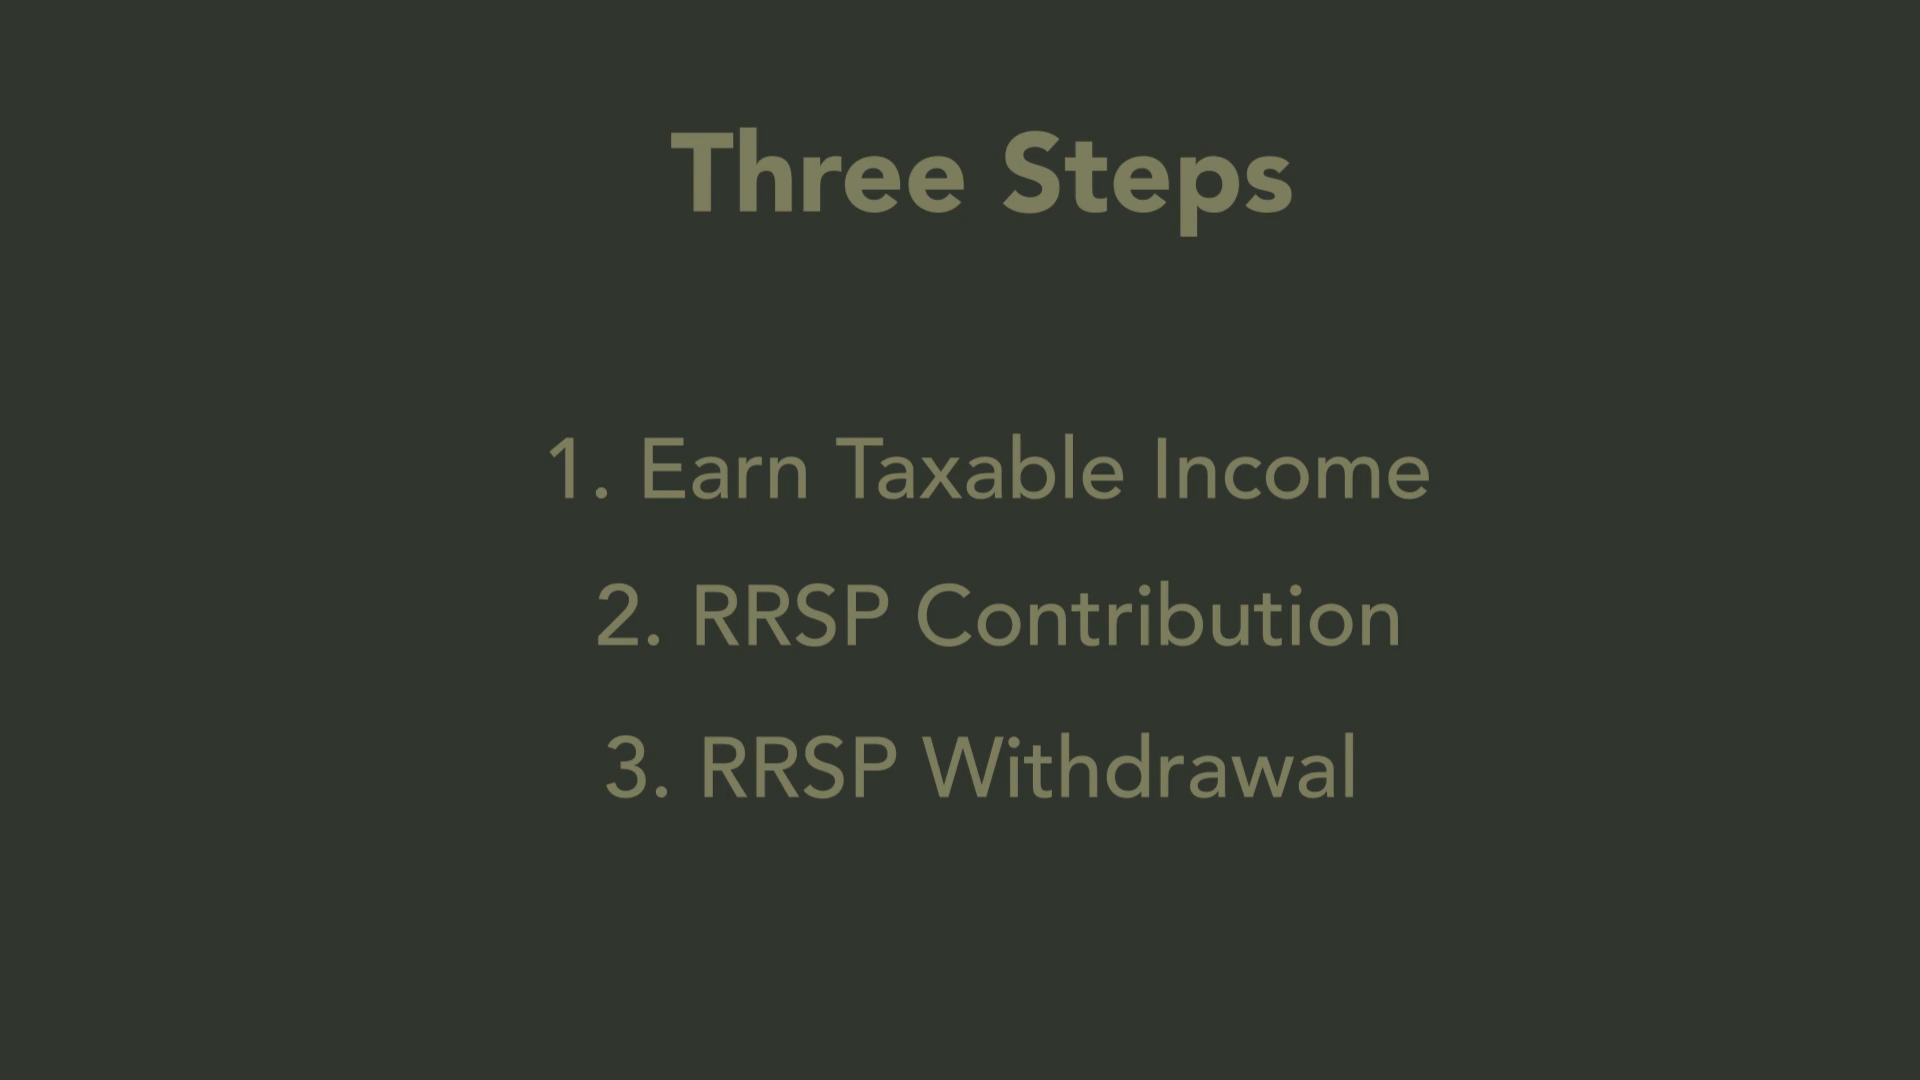 Three Steps
1. Earn Taxable Income
2. RRSP Contribution
3. RRSP Withdrawal